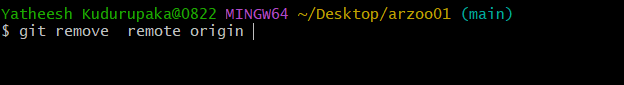 Yatheesh Kudurupaka@0822 MINGW64 ~/Desktop/arzoo01 (main)
$ git remove  remote origin